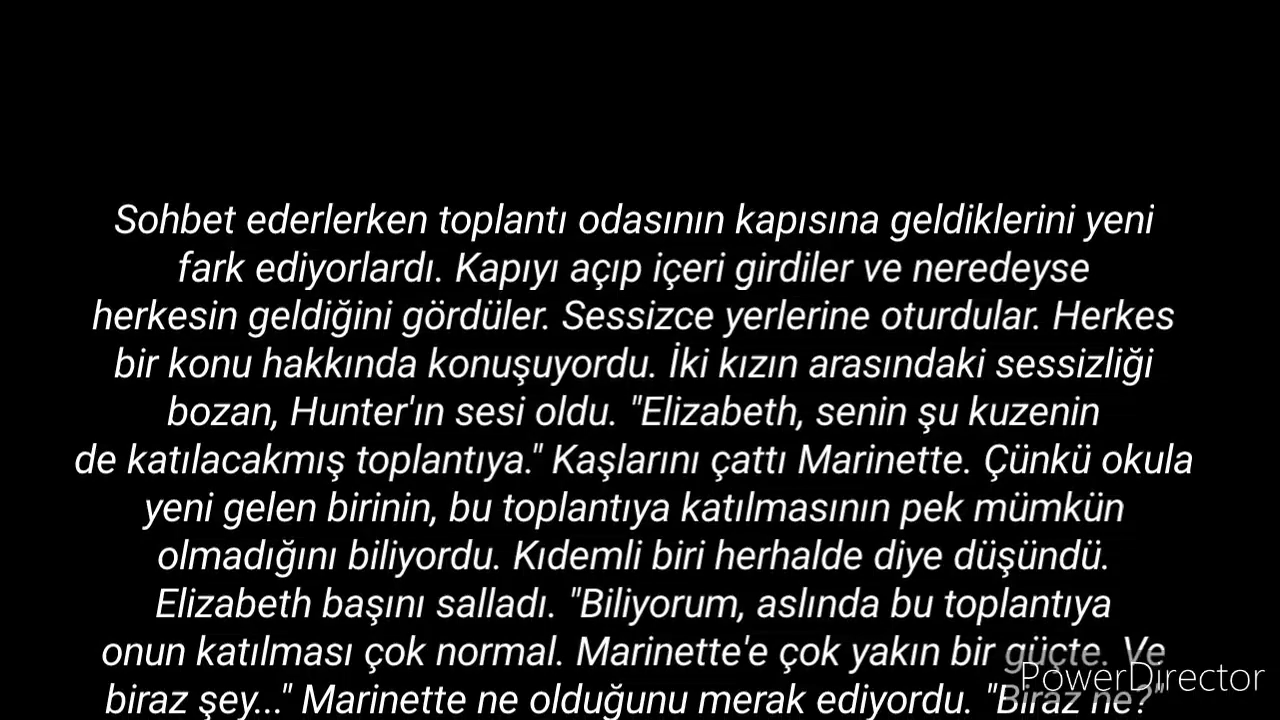 Sohbet ederlerken toplantı odasının kapısına geldiklerini yeni
fark ediyorlardı. Kapıyı açıp içeri girdiler ve neredeyse
herkesin geldiğini gördüler. Sessizce yerlerine oturdular. Herkes
bir konu hakkında konuşuyordu. İki kızın arasındaki sessizliği
bozan, Hunter'ın sesi oldu. "Elizabeth, senin şu kuzenin
de katılacakmış toplantıya." Kaşlarını çattı Marinette. Çünkü okula
yeni gelen birinin, bu toplantıya katılmasının pek mümkün
olmadığını biliyordu. Kıdemli biri herhalde diye düşündü.
Elizabeth başını salladı. "Biliyorum, aslında bu toplantıya
onun katılması çok normal. Marinette'e çok yakın bir güçte. Ve
biraz şey..." Marinette ne olduğunu merak ediyordu. "Biraz ne?"
PowerDirector